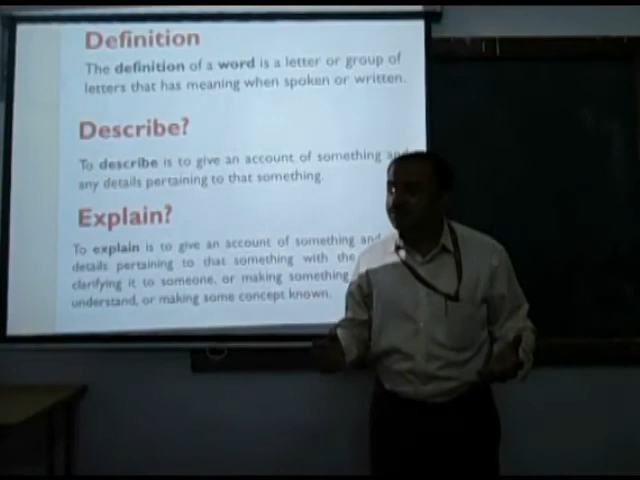 Definition
The definition of a word is a letter or group of
letters that has meaning when spoken or written.
Describe?
To describe is to give an account of something and
any details pertaining to that something.
Explain?
To explain is to give an account of something and
details pertaining to that something with the
clarifying it to someone, or making something
understand, or making some concept known.